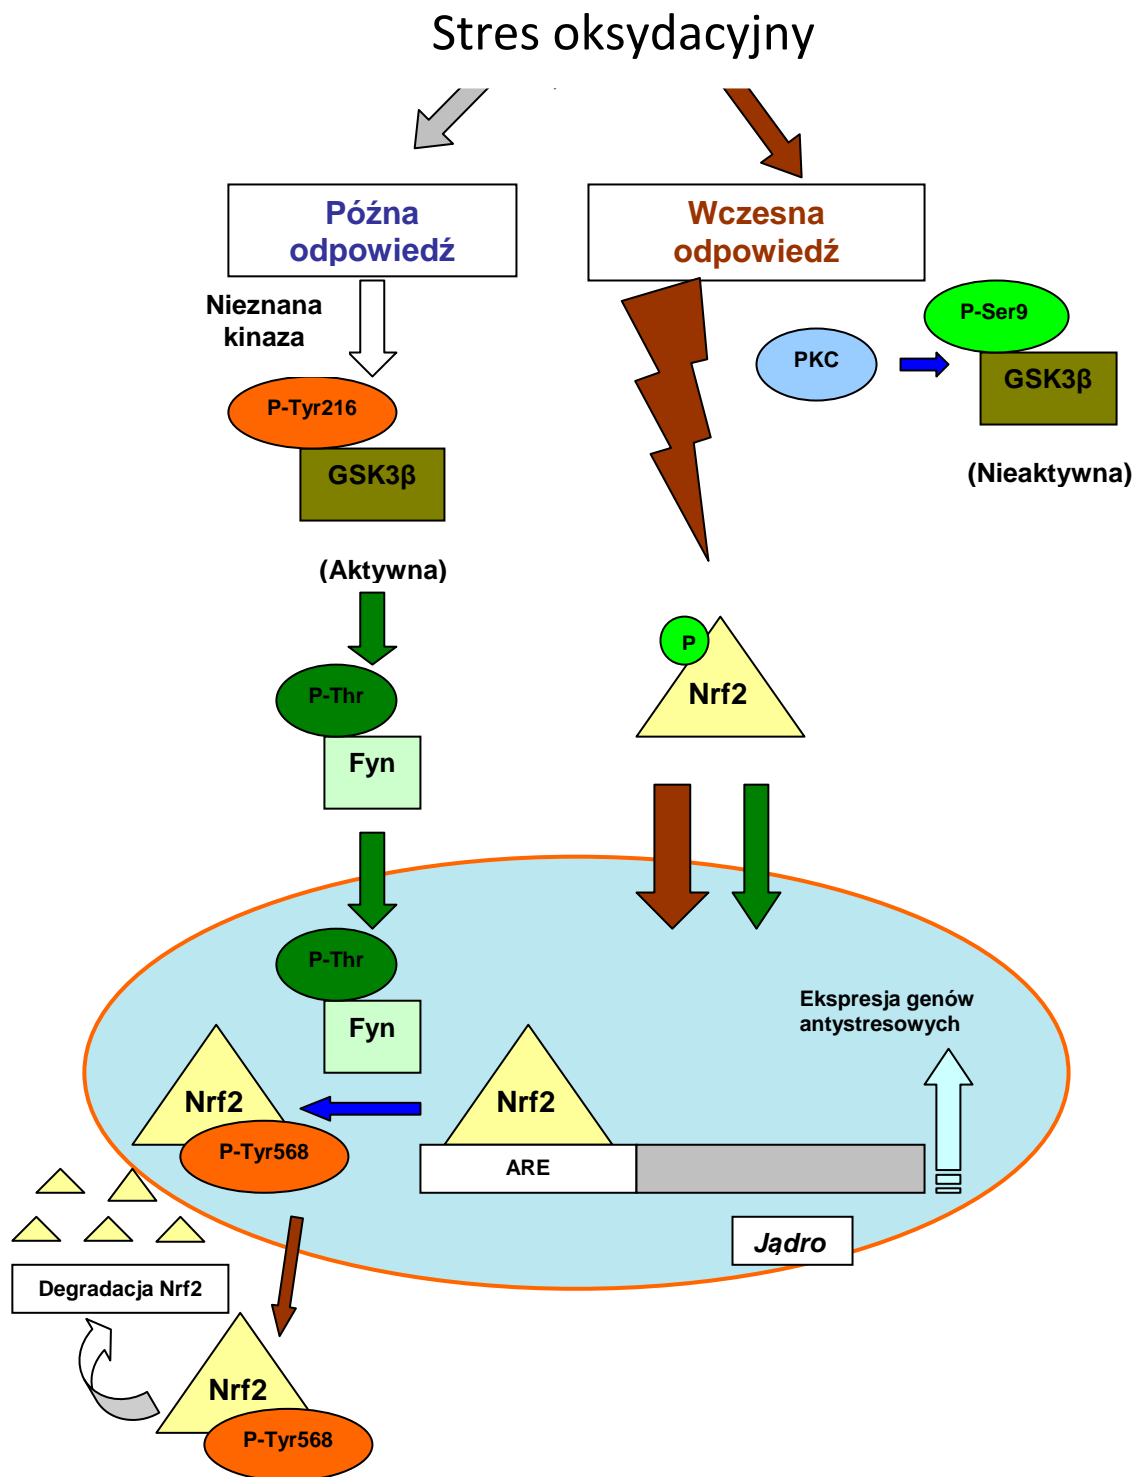 Stres oksydacyjny
Późna
odpowiedź
Wczesna
odpowiedź
Nieznana
kinaza
P-Ser9
PKC
GSK3β
P-Tyr216
GSK3β
(Nieaktywna)
(Aktywna)
P
Nrf2
P-Thr
Fyn
P-Thr
Fyn
Ekspresja genów
antystresowych
Nrf2
Nrf2
P-Tyr568
ARE
Jądro
Degradacja Nrf2
Nrf2
P-Tyr568